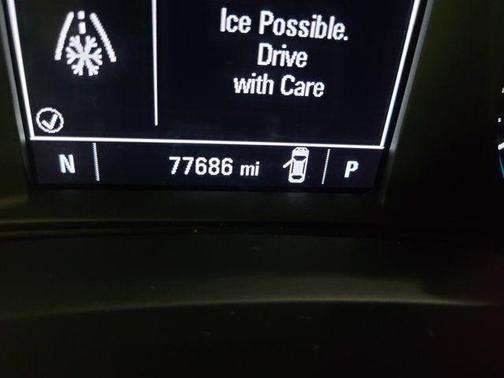 Ice Possible.
Drive
with Care
N 77686 mi P